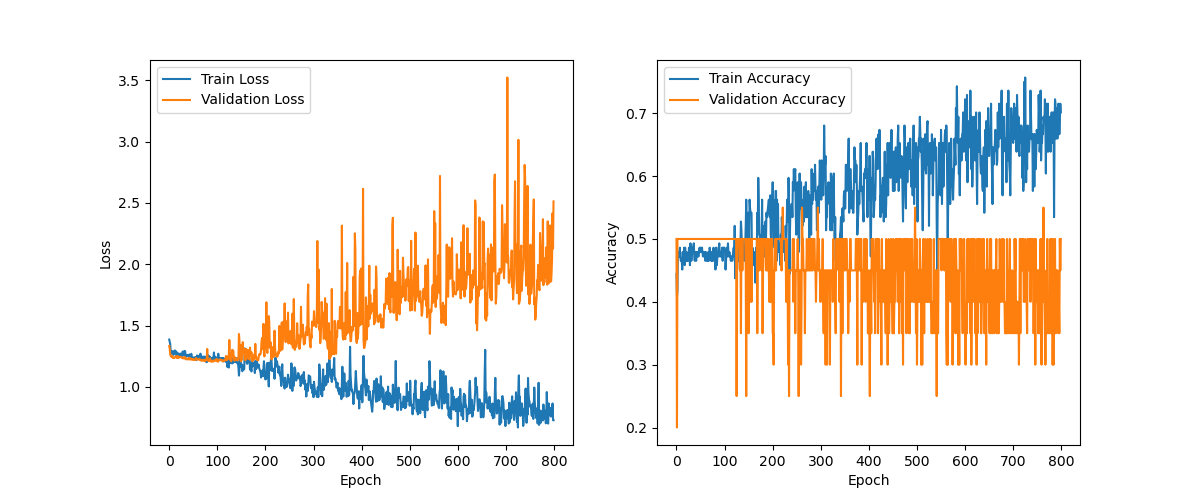 Train Loss
Validation Loss
3.5
3.0
2.5
2.0
1.5
1.0
Loss
0 100 200 300 400 500 600 700 800
Epoch
Train Accuracy
Validation Accuracy
0.7
0.6
0.5
0.4
0.3
0.2
Accuracy
0 100 200 300 400 500 600 700 800
Epoch